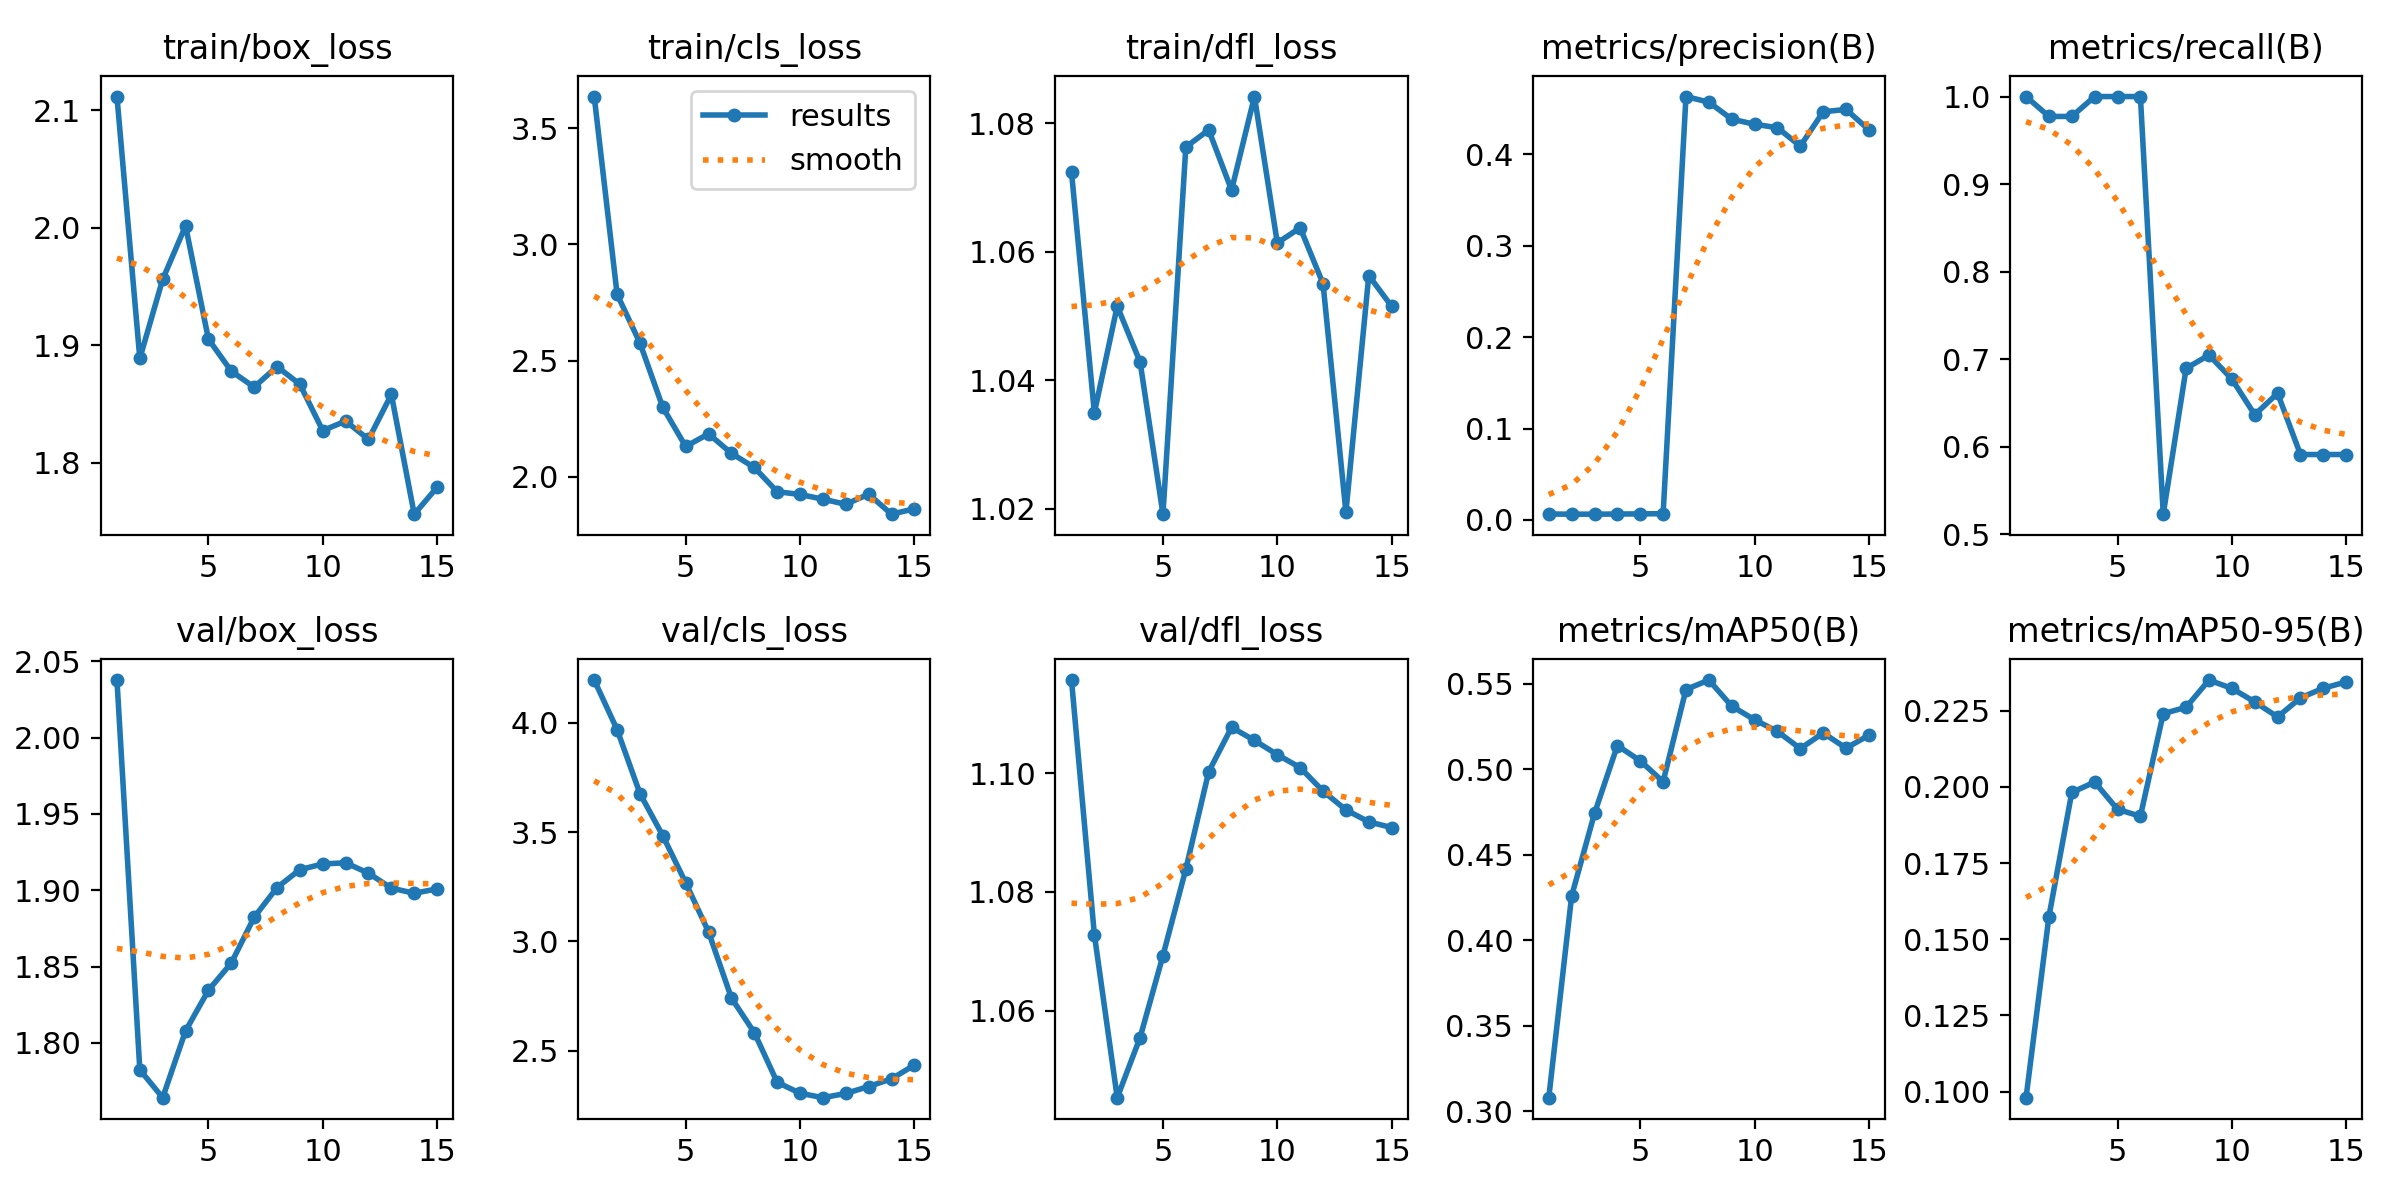 train/box_loss
train/cls_loss
train/dfl_loss
metrics/precision(B)
metrics/recall(B)
2.1
2.0
1.9
1.8
5 10 15
results
smooth
3.5
3.0
2.5
2.0
5 10 15
1.08
1.06
1.04
1.02
5 10 15
0.4
0.3
0.2
0.1
0.0
5 10 15
1.0
0.9
0.8
0.7
0.6
0.5
5 10 15
val/box_loss
val/cls_loss
val/dfl_loss
metrics/mAP50(B)
metrics/mAP50-95(B)
2.05
2.00
1.95
1.90
1.85
1.80
5 10 15
4.0
3.5
3.0
2.5
5 10 15
1.10
1.08
1.06
5 10 15
0.55
0.50
0.45
0.40
0.35
0.30
5 10 15
0.225
0.200
0.175
0.150
0.125
0.100
5 10 15